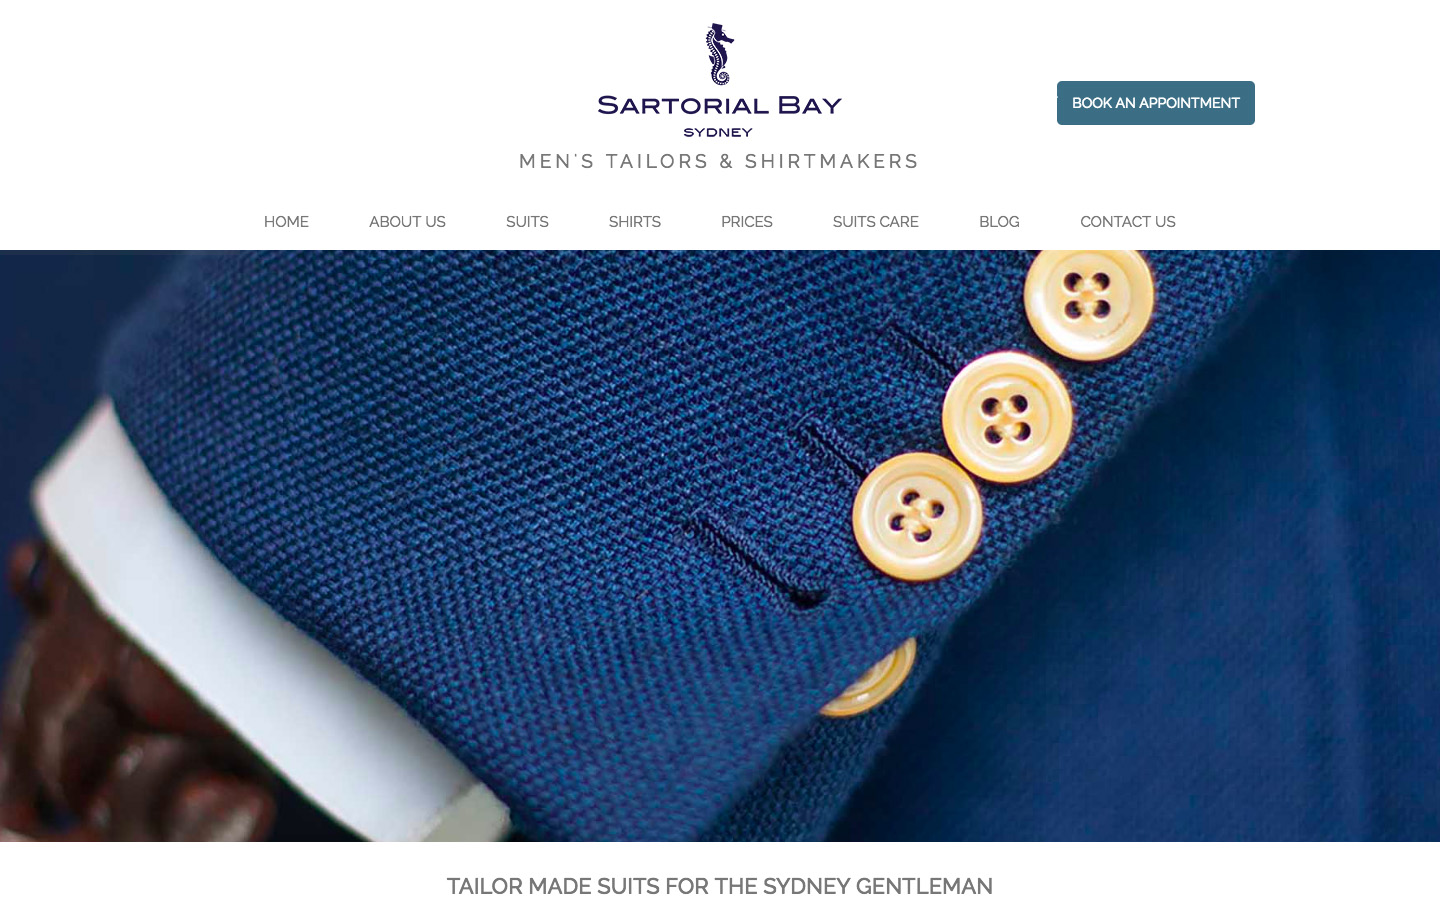 SARTORIAL BAY
SYDNEY
MEN'S TAILORS & SHIRTMAKERS
BOOK AN APPOINTMENT
HOME ABOUT US SUITS SHIRTS PRICES SUITS CARE BLOG CONTACT US
TAILOR MADE SUITS FOR THE SYDNEY GENTLEMAN